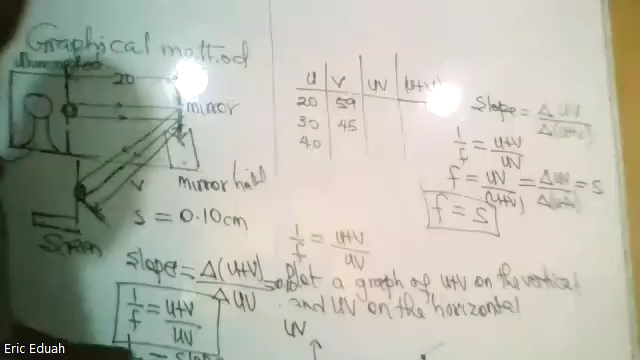 Graphical method
20
mirror
v
mirror
Screen
S = 0.10cm
u v uv (u+v)
20 59
30 45
40
Slope = ΔUV / Δ(u+v)
1/f = u+v / uv
f = uv / (u+v) = Δuv / Δ(u+v) = S
f = S
1/f = u+v / uv
Slope = Δ(u+v) / ΔUV
Plot a graph of u+v on the vertical
and UV on the horizontal
1/f = u+v / uv
UV
Eric Eduah